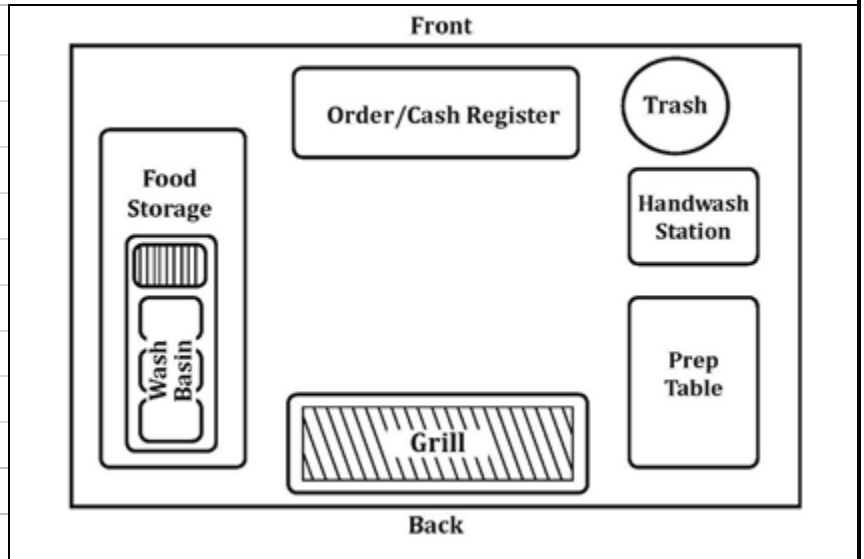 Front
Order/Cash Register
Trash
Food
Storage
Handwash
Station
Wash
Basin
Prep
Table
Grill
Back